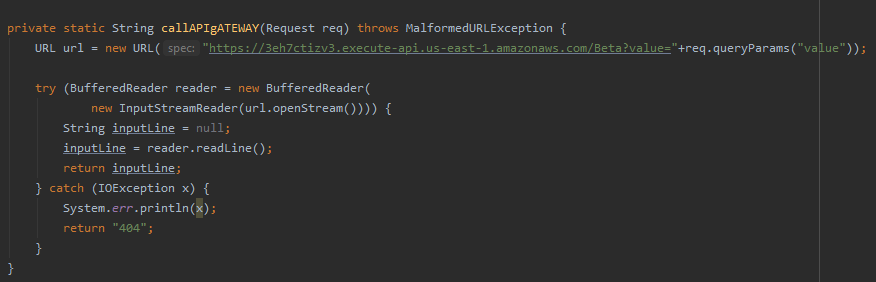 private static String callAPIgATEWAY(Request req) throws MalformedURLException {
URL url = new URL( spec: "https://3eh7ctizv3.execute-api.us-east-1.amazonaws.com/Beta?value="+req.queryParams("value"));
try (BufferedReader reader = new BufferedReader(
new InputStreamReader(url.openStream()))) {
String inputLine = null;
inputLine = reader.readLine();
return inputLine;
} catch (IOException x) {
System.err.println(x);
return "404";
}
}